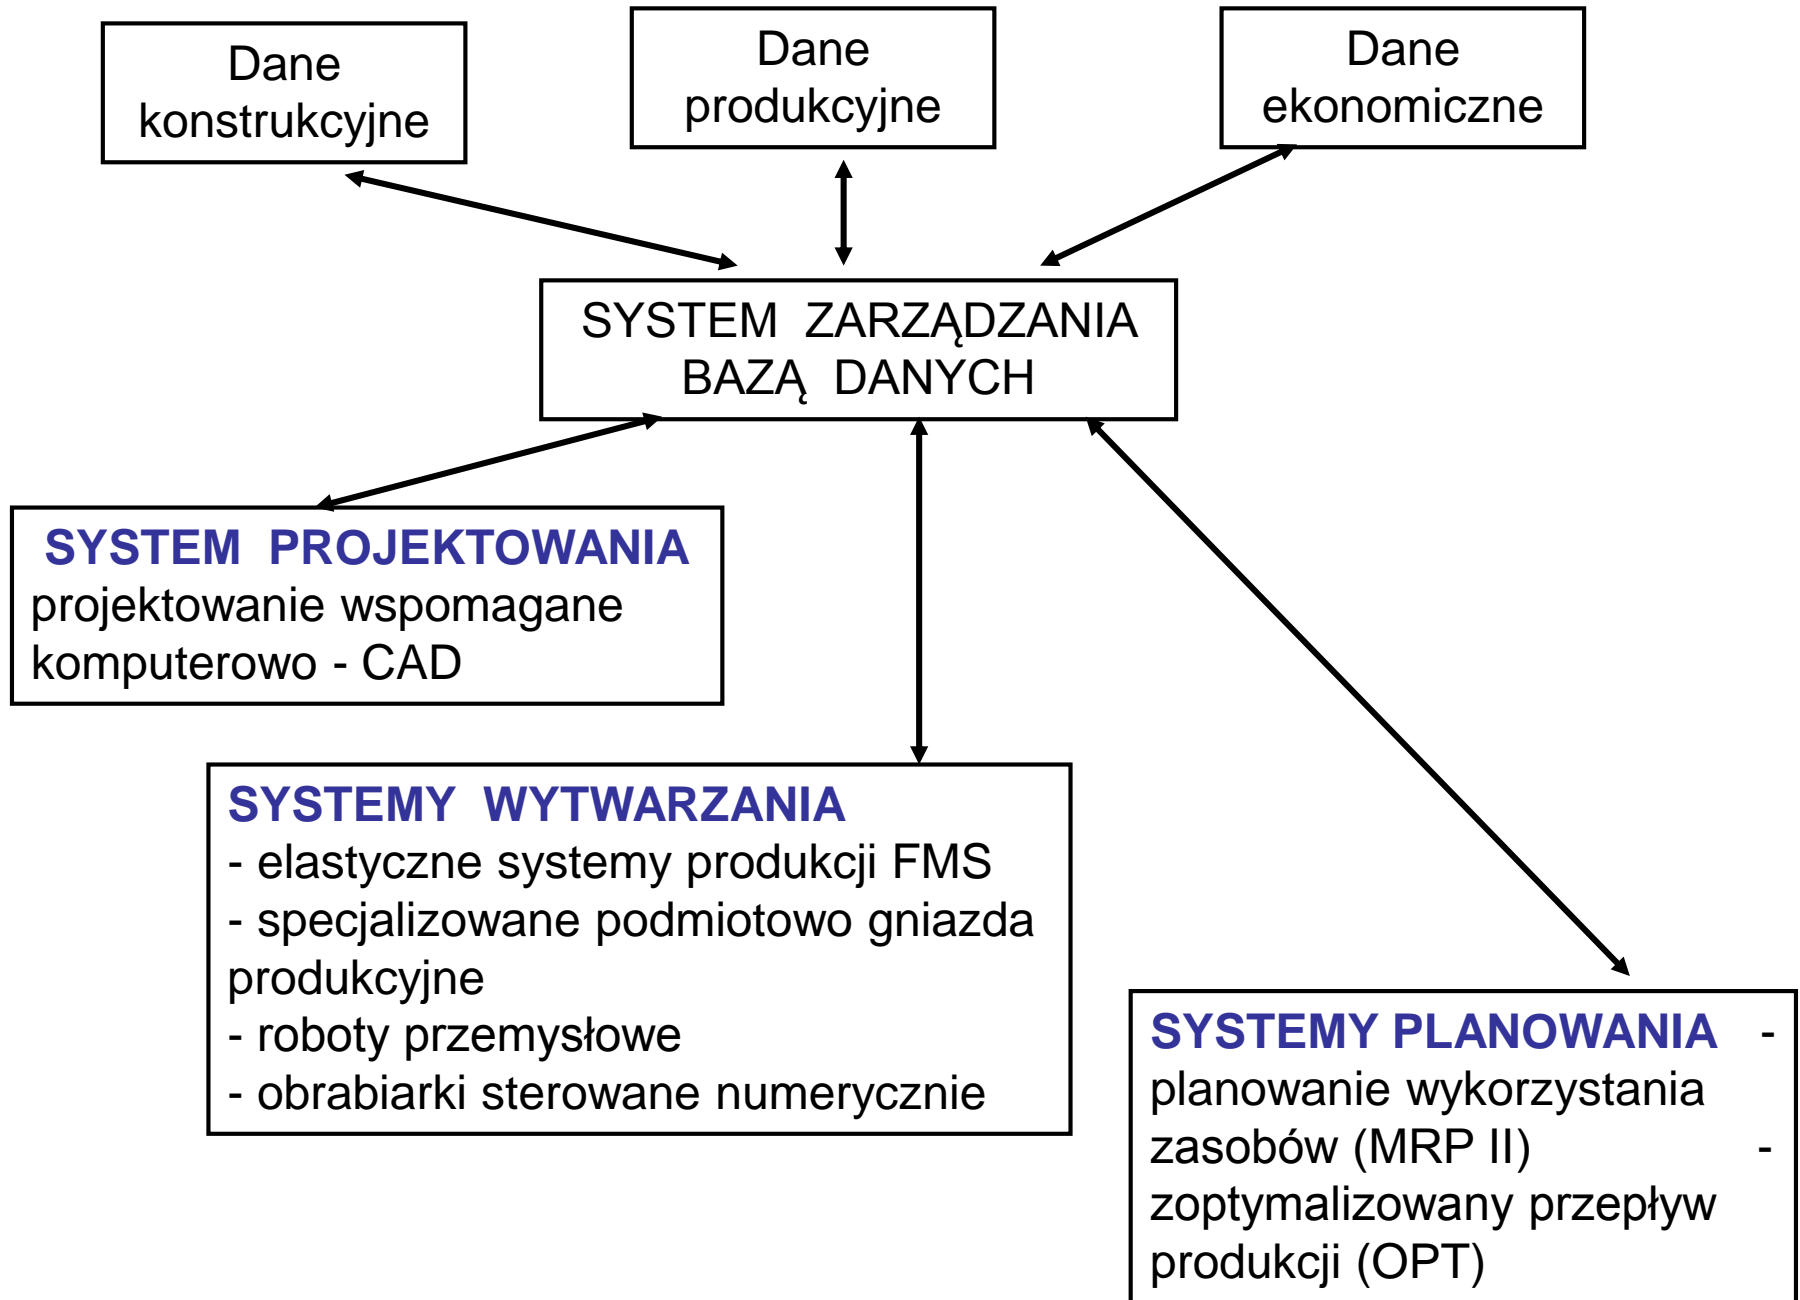 Dane
konstrukcyjne
Dane
produkcyjne
Dane
ekonomiczne
SYSTEM ZARZĄDZANIA
BAZĄ DANYCH
SYSTEM PROJEKTOWANIA
projektowanie wspomagane
komputerowo - CAD
SYSTEMY WYTWARZANIA
- elastyczne systemy produkcji FMS
- specjalizowane podmiotowo gniazda
produkcyjne
- roboty przemysłowe
- obrabiarki sterowane numerycznie
SYSTEMY PLANOWANIA -
planowanie wykorzystania
zasobów (MRP II) -
zoptymalizowany przepływ
produkcji (OPT)